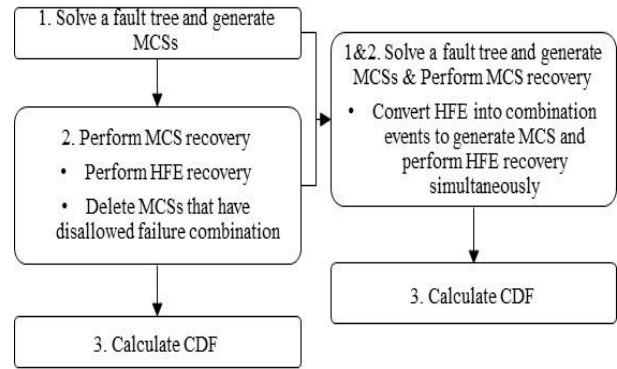 1. Solve a fault tree and generate
MCSs
2. Perform MCS recovery
• Perform HFE recovery
• Delete MCSs that have
disallowed failure combination
3. Calculate CDF
1&2. Solve a fault tree and generate
MCSs & Perform MCS recovery
• Convert HFE into combination
events to generate MCS and
perform HFE recovery
simultaneously
3. Calculate CDF